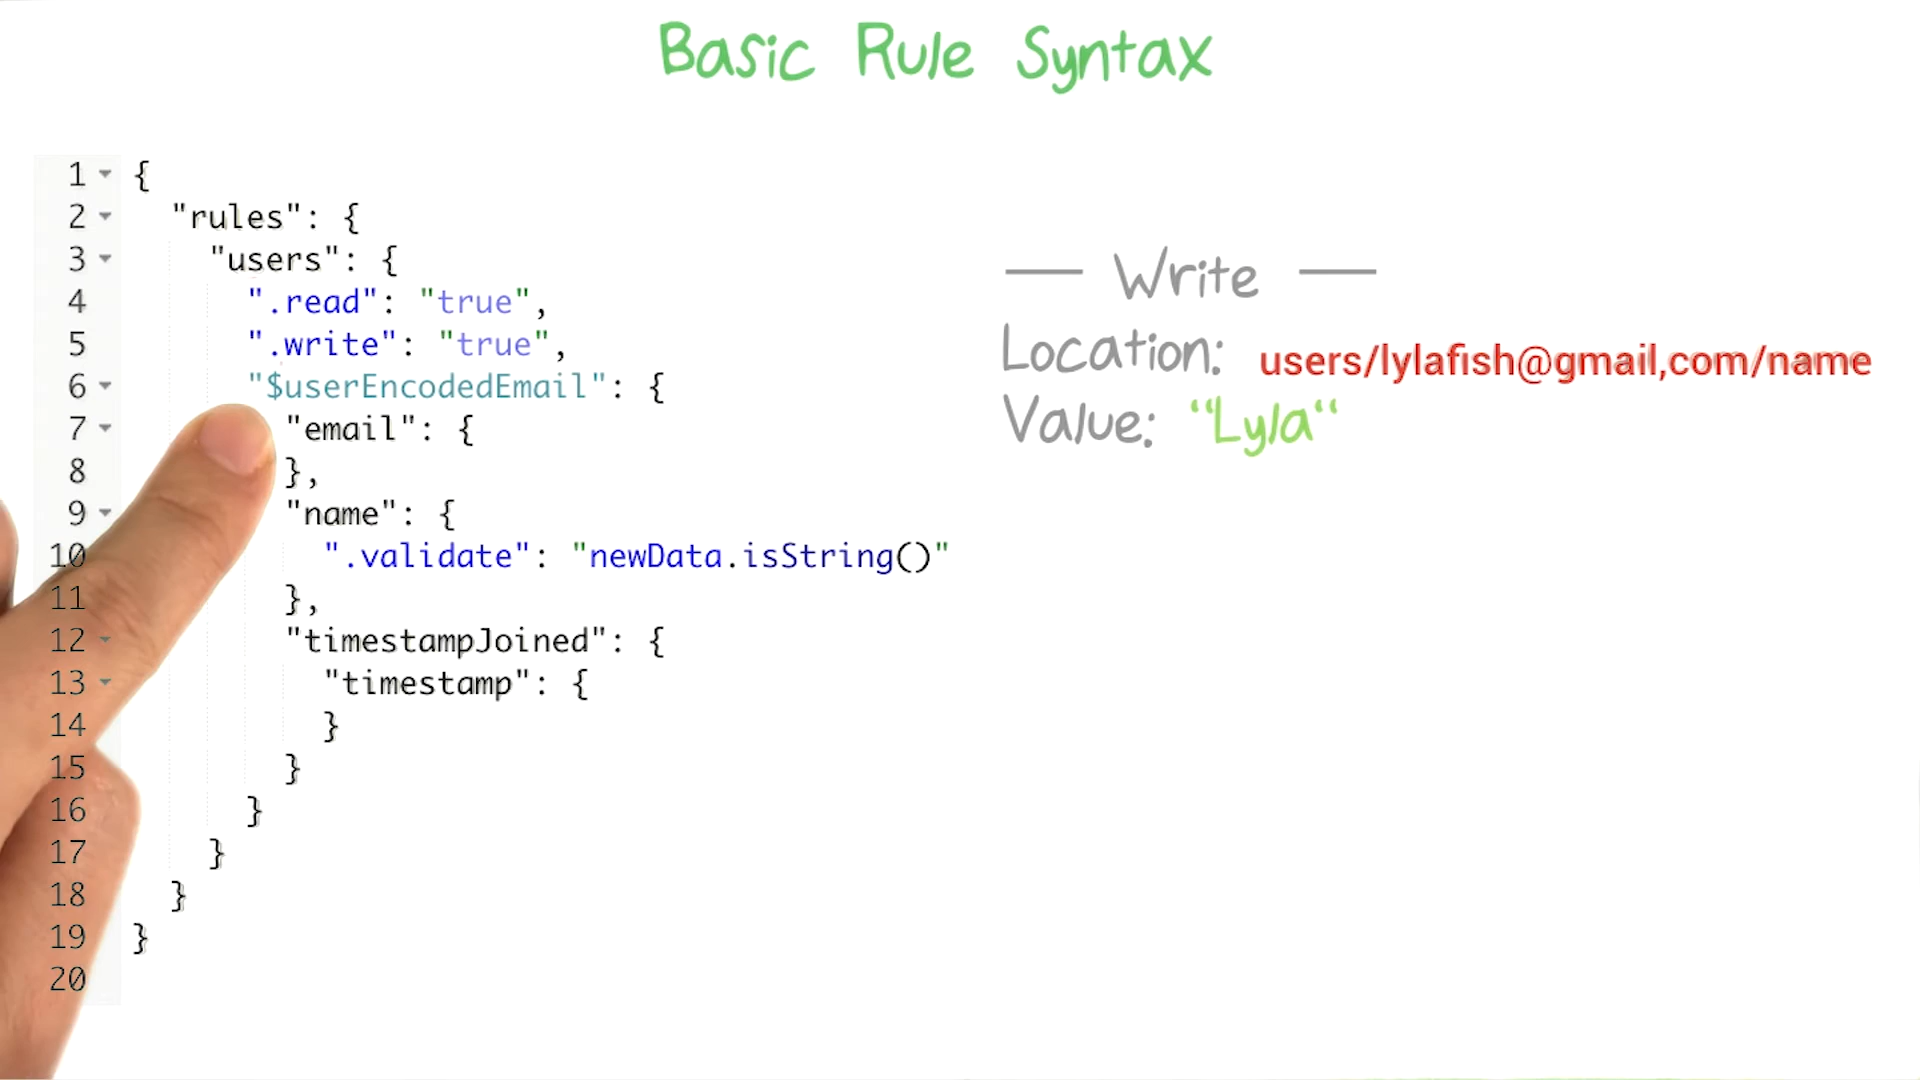 Basic Rule Syntax
1 {
2 "rules": {
3 "users": {
4 ".read": "true",
5 ".write": "true",
6 "$userEncodedEmail": {
7 "email": {
8 },
9 "name": {
10 ".validate": "newData.isString()"
11 },
12 "timestampJoined": {
13 "timestamp": {
14 }
15 }
16 }
17 }
18 }
19 }
20
Write
Location: users/lylafish@gmail,com/name
Value: “Lyla“